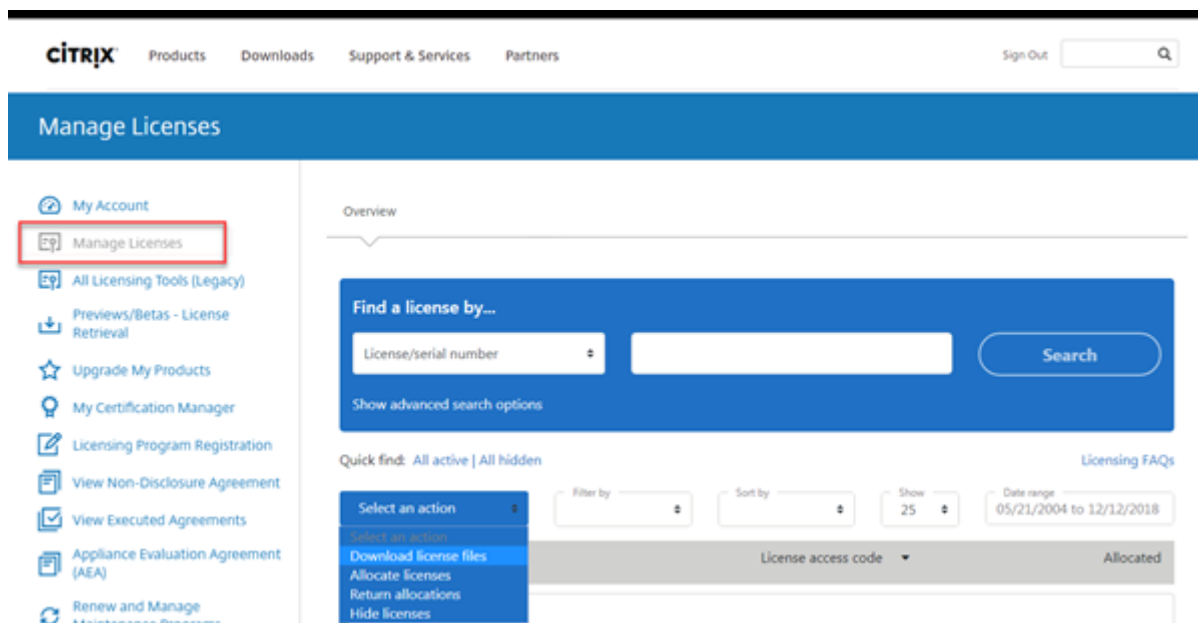 CITRIX Products Downloads Support & Services Partners Sign Out
Manage Licenses
My Account
Manage Licenses
All Licensing Tools (Legacy)
Previews/Betas - License
Retrieval
Upgrade My Products
My Certification Manager
Licensing Program Registration
View Non-Disclosure Agreement
View Executed Agreements
Appliance Evaluation Agreement
(AEA)
Renew and Manage
Maintenance Programs
Overview
Find a license by...
License/serial number
Search
Show advanced search options
Quick find: All active | All hidden
Licensing FAQs
Select an action
Filter by
Sort by
Show
25
Date range
05/21/2004 to 12/12/2018
Select an action
Download license files
Allocate licenses
Return allocations
Hide licenses
License access code
Allocated